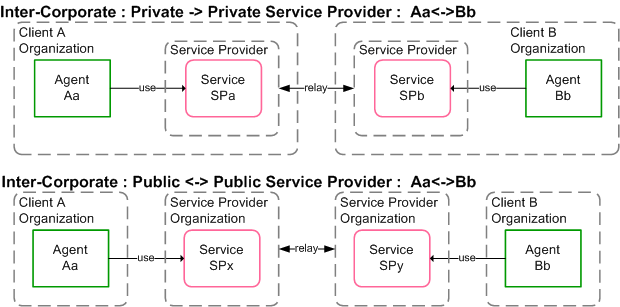 Inter-Corporate : Private -> Private Service Provider :  Aa<->Bb
Client A
Organization
Service Provider
Agent
Aa
use
Service
SPa
relay
Service Provider
Service
SPb
use
Client B
Organization
Agent
Bb
Inter-Corporate : Public <-> Public Service Provider :  Aa<->Bb
Client A
Organization
Agent
Aa
use
Service Provider
Organization
Service
SPx
relay
Service Provider
Organization
Service
SPy
use
Client B
Organization
Agent
Bb